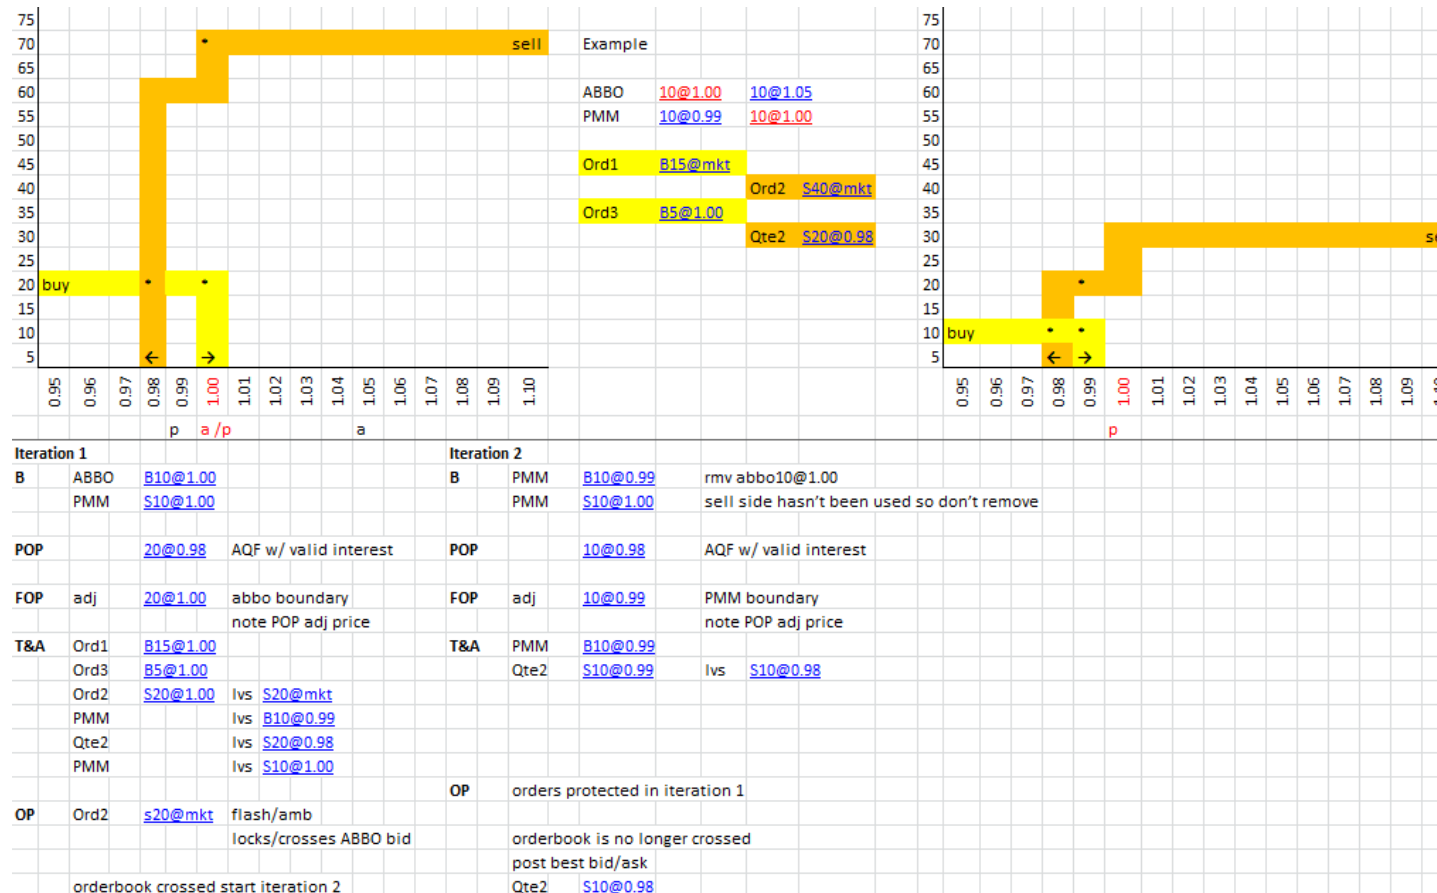 75 75
70 * sell Example 70
65 65
60 ABBO 10@1.00 10@1.05 60
55 PMM 10@0.99 10@1.00 55
50 50
45 Ord1 B15@mkt 45
40 Ord2 S40@mkt 40
35 Ord3 B5@1.00 35
30 Qte2 S20@0.98 30
25 25
20 buy * * 20 *
15 15
10 10 buy * *
5 ← → 5 ← →
0.95 0.96 0.97 0.98 0.99 1.00 1.01 1.02 1.03 1.04 1.05 1.06 1.07 1.08 1.09 1.10 0.95 0.96 0.97 0.98 0.99 1.00 1.01 1.02 1.03 1.04 1.05 1.06 1.07 1.08 1.09
p a /p a p
Iteration 1 Iteration 2
B ABBO B10@1.00 B PMM B10@0.99 rmv abbo10@1.00
PMM S10@1.00 PMM S10@1.00 sell side hasn't been used so don't remove
POP 20@0.98 AQF w/ valid interest POP 10@0.98 AQF w/ valid interest
FOP adj 20@1.00 abbo boundary FOP adj 10@0.99 PMM boundary
note POP adj price note POP adj price
T&A Ord1 B15@1.00 T&A PMM B10@0.99
Ord3 B5@1.00 Qte2 S10@0.99 lvs S10@0.98
Ord2 S20@1.00 lvs S20@mkt
PMM lvs B10@0.99
Qte2 lvs S20@0.98
PMM lvs S10@1.00
OP orders protected in iteration 1
OP Ord2 s20@mkt flash/amb
locks/crosses ABBO bid orderbook is no longer crossed
post best bid/ask
orderbook crossed start iteration 2 Qte2 S10@0.98